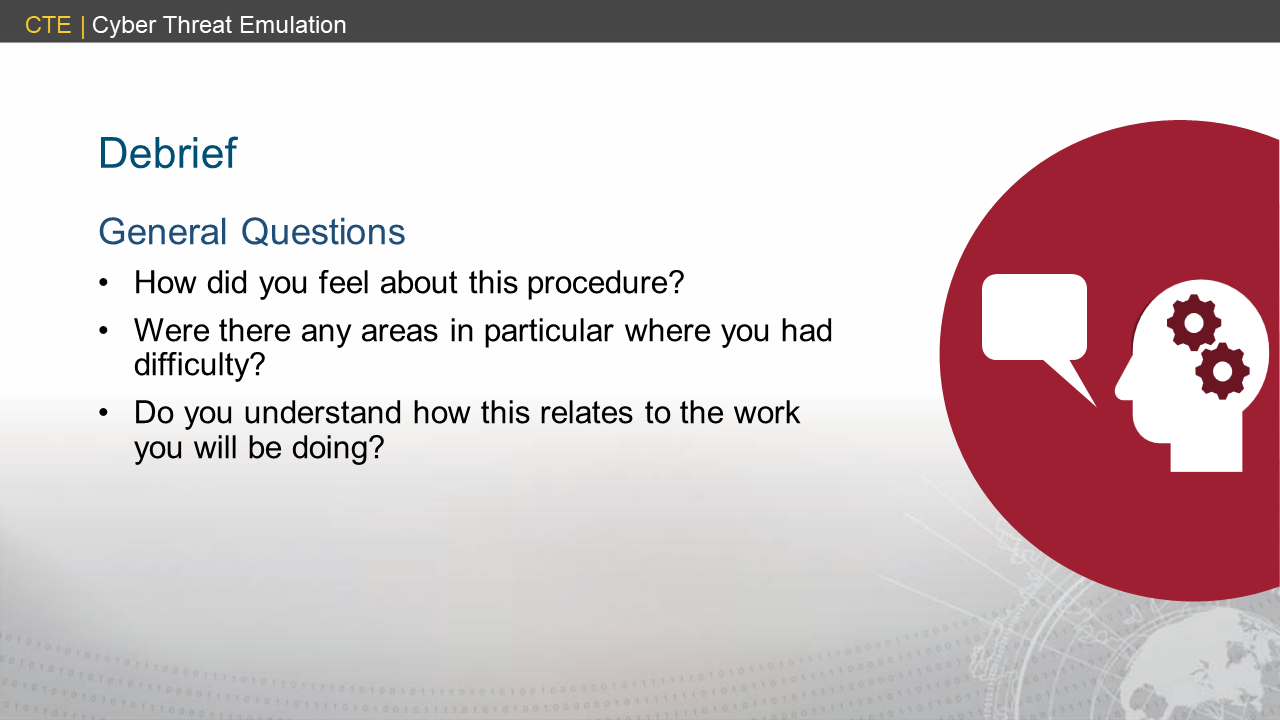 CTE | Cyber Threat Emulation
Debrief
General Questions
• How did you feel about this procedure?
• Were there any areas in particular where you had
difficulty?
• Do you understand how this relates to the work
you will be doing?